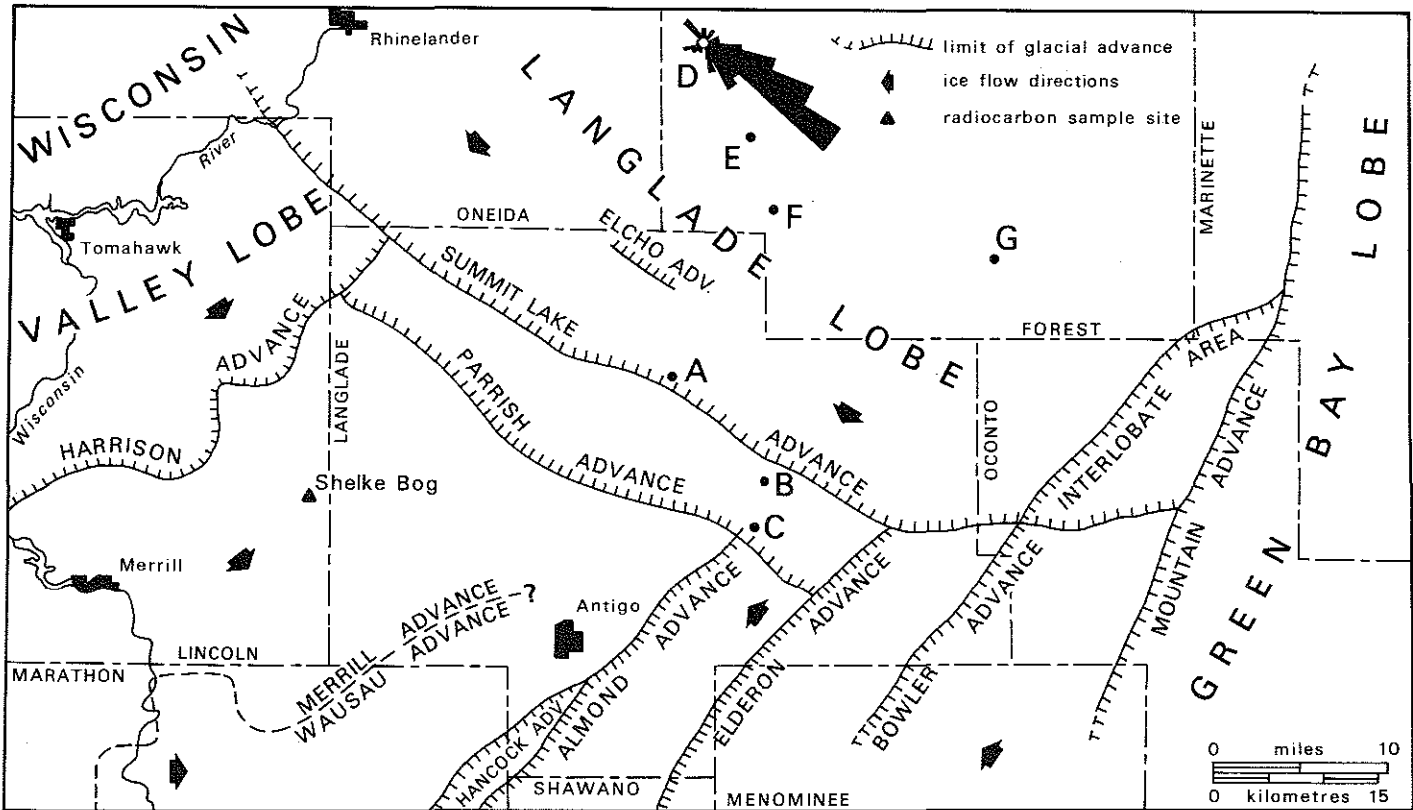 WISCONSIN
VALLEY LOBE
LANGLADE
LOBE
GREEN BAY LOBE
Rhinelander
River
Tomahawk
Wisconsin
ONEIDA
ELCHO ADV.
SUMMIT LAKE
ADVANCE
PARRISH
ADVANCE
HARRISON
ADVANCE
LANGLADE
Shelke Bog
Merrill
MERRILL ADVANCE
WAUSAU ADVANCE
?
Antigo
LINCOLN
MARATHON
HANCOCK ADV.
ALMOND
ADVANCE
ELDERON
ADVANCE
BOWLER
ADVANCE
MOUNTAIN
ADVANCE
INTERLOBATE
AREA
SHAWANO
MENOMINEE
OCONTO
FOREST
MARINETTE
A
B
C
D
E
F
G
limit of glacial advance
ice flow directions
radiocarbon sample site
0 miles 10
0 kilometres 15